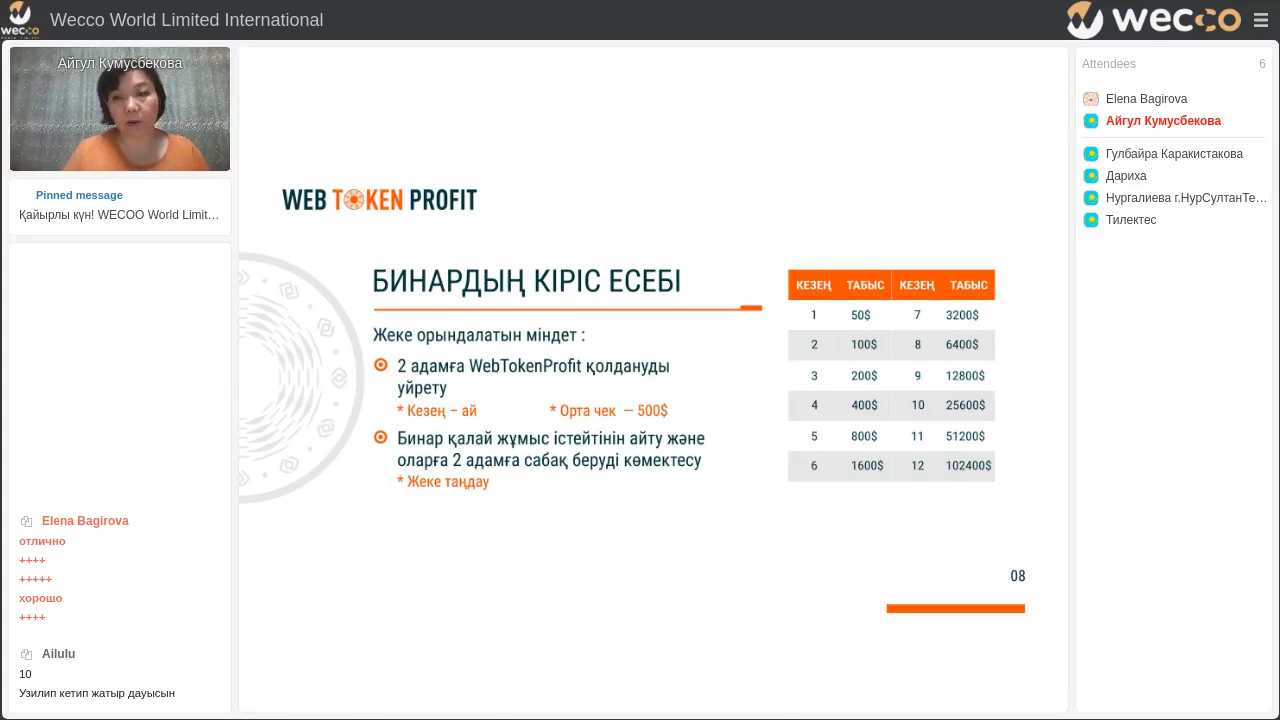 wecco
Wecco World Limited International
wecco
Айгул Кумусбекова
Pinned message
Қайырлы күн! WECOO World Limit…
Elena Bagirova
отлично
++++
+++++
хорошо
++++
Ailulu
10
Узилип кетип жатыр дауысын
WEB TOKEN PROFIT
БИНАРДЫҢ КІРІС ЕСЕБІ
Жеке орындалатын міндет :
2 адамға WebTokenProfit қолдануды
үйрету
* Кезең – ай * Орта чек — 500$
Бинар қалай жұмыс істейтінін айту және
оларға 2 адамға сабақ беруді көмектесу
* Жеке таңдау
КЕЗЕҢ ТАБЫС КЕЗЕҢ ТАБЫС
1 50$ 7 3200$
2 100$ 8 6400$
3 200$ 9 12800$
4 400$ 10 25600$
5 800$ 11 51200$
6 1600$ 12 102400$
08
Attendees 6
Elena Bagirova
Айгул Кумусбекова
Гулбайра Каракистакова
Дариха
Нургалиева г.НурСултанТе…
Тилектес